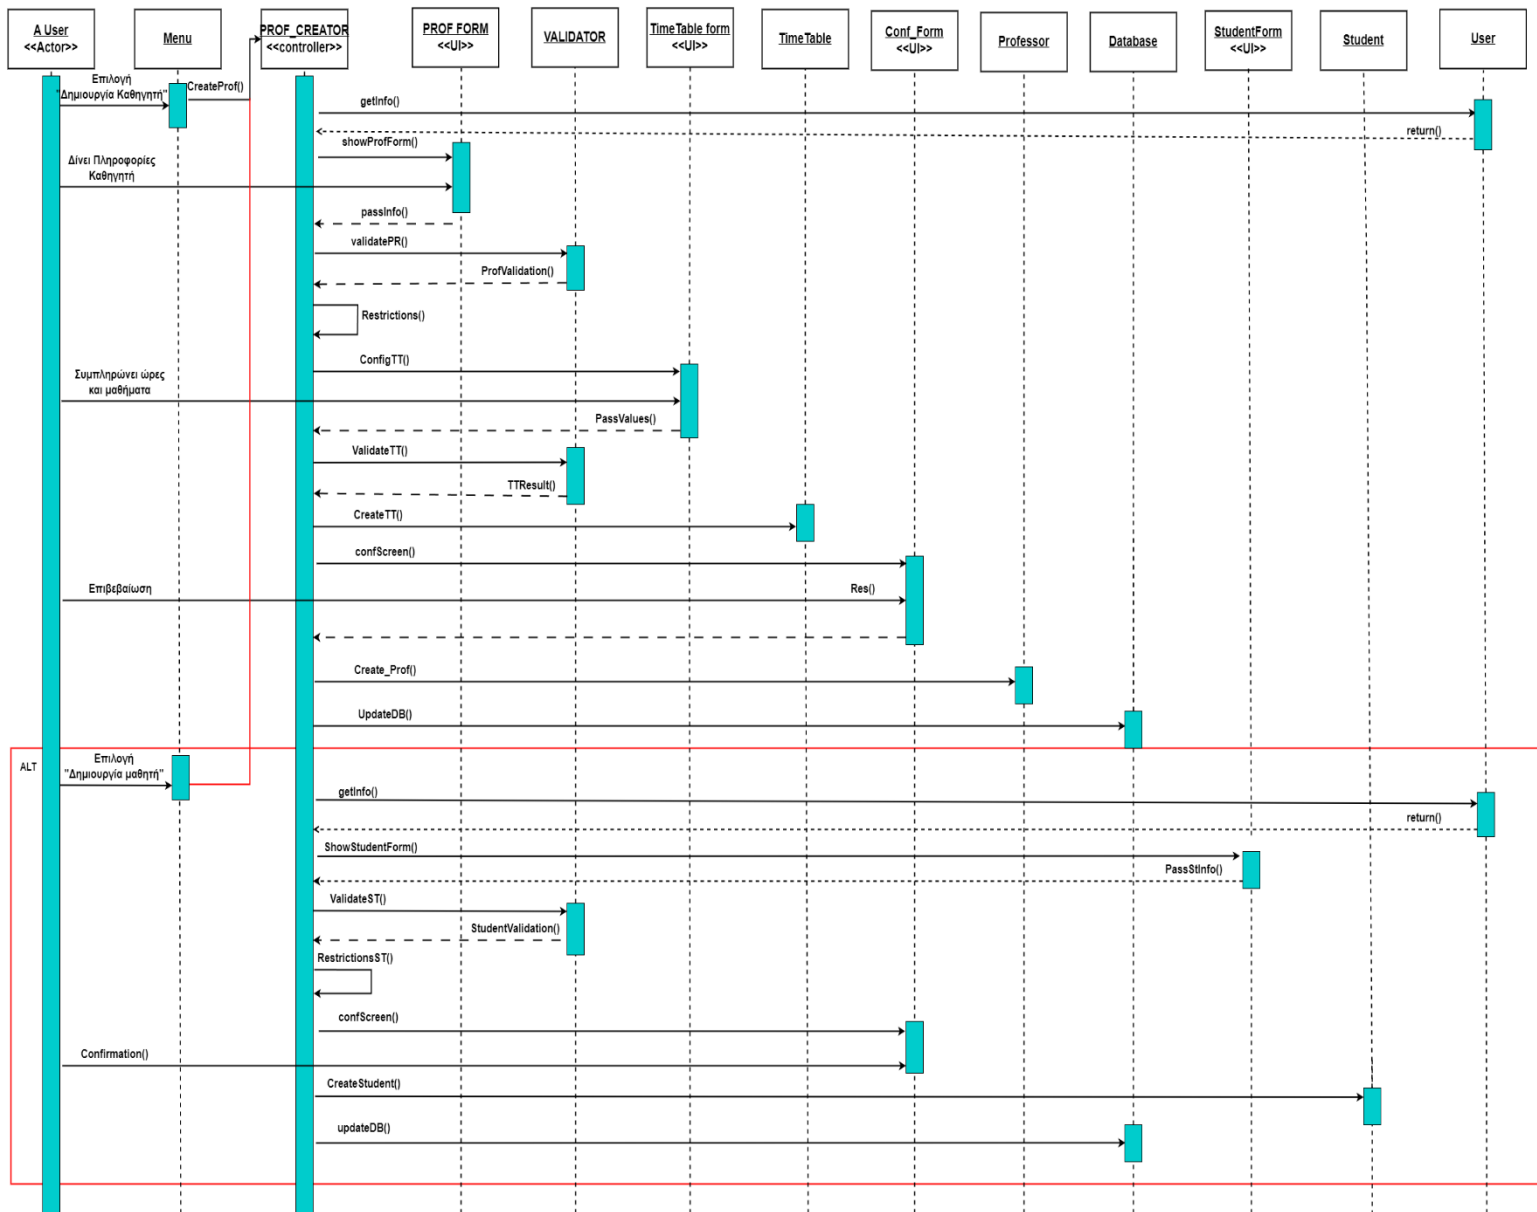 A User
<<Actor>>
Menu
PROF_CREATOR
<<controller>>
PROF FORM
<<UI>>
VALIDATOR
TimeTable form
<<UI>>
TimeTable
Conf_Form
<<UI>>
Professor
Database
StudentForm
<<UI>>
Student
User
Επιλογή
"Δημιουργία Καθηγητή"
CreateProf()
getInfo()
return()
showProfForm()
Δίνει Πληροφορίες
Καθηγητή
passInfo()
validatePR()
ProfValidation()
Restrictions()
ConfigTT()
Συμπληρώνει ώρες
και μαθήματα
PassValues()
ValidateTT()
TTResult()
CreateTT()
confScreen()
Επιβεβαίωση
Res()
Create_Prof()
UpdateDB()
ALT
Επιλογή
"Δημιουργία μαθητή"
getInfo()
return()
ShowStudentForm()
PassStInfo()
ValidateST()
StudentValidation()
RestrictionsST()
confScreen()
Confirmation()
CreateStudent()
updateDB()